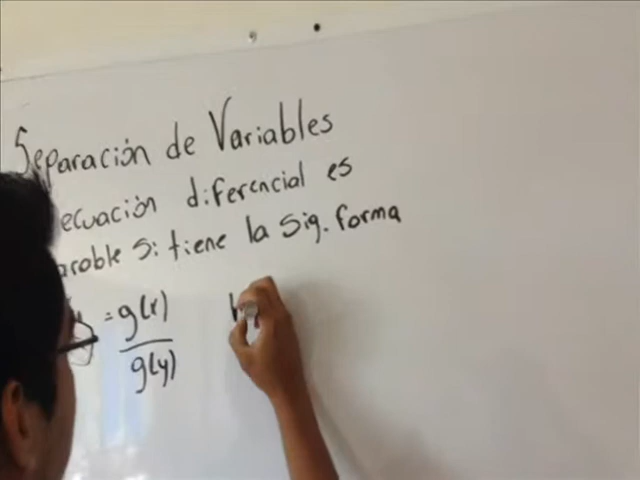 Separación de Variables
ecuación diferencial es
arable si tiene la sig. forma
= g(x)
g(y)